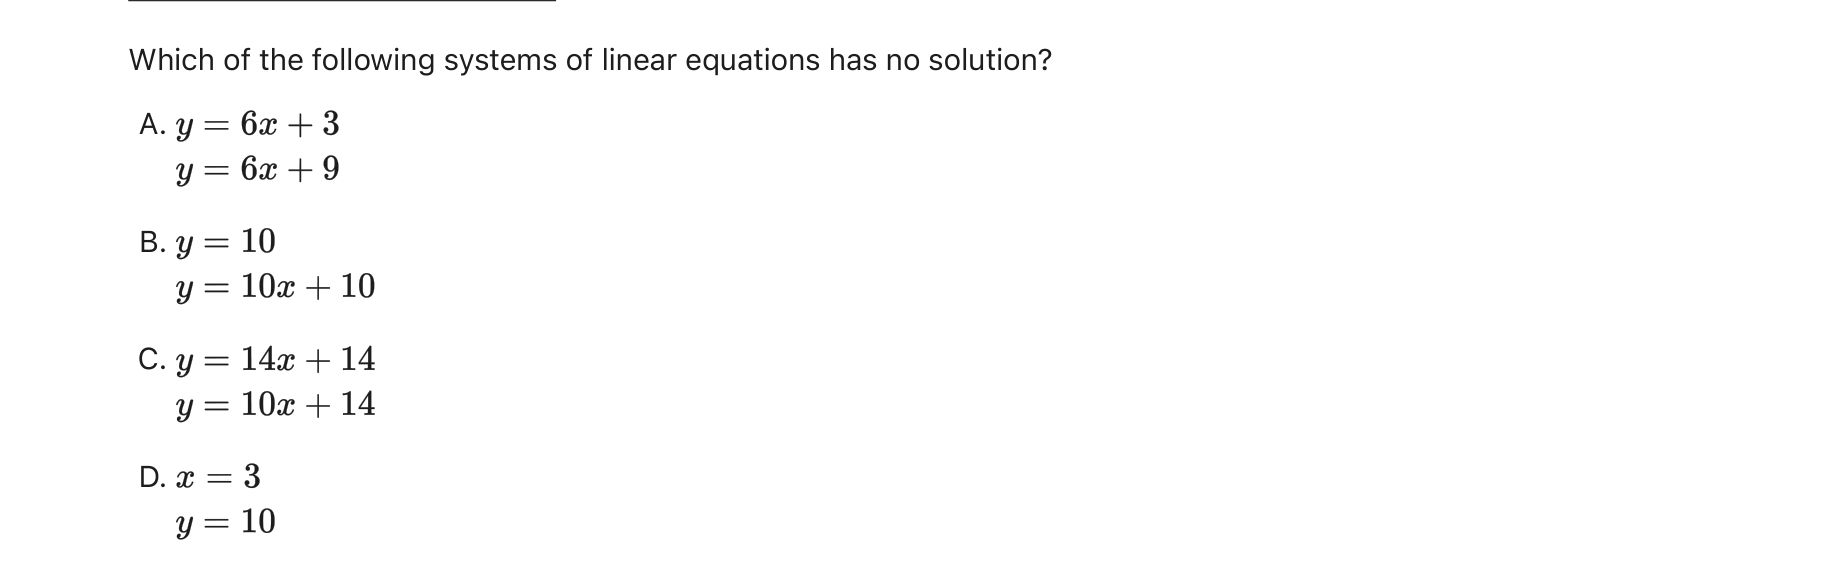 Which of the following systems of linear equations has no solution?
A. y = 6x + 3
y = 6x + 9
B. y = 10
y = 10x + 10
C. y = 14x + 14
y = 10x + 14
D. x = 3
y = 10